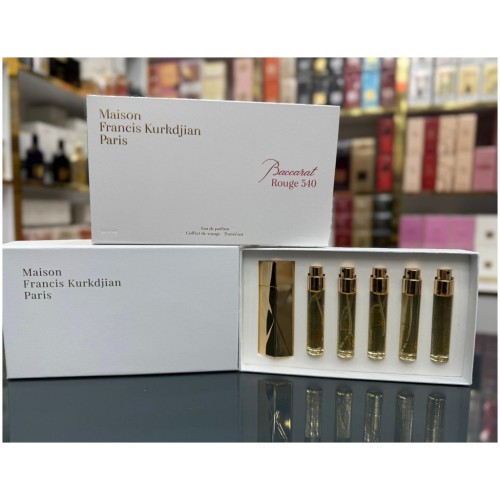 Maison
Francis Kurkdjian
Paris
Baccarat
Rouge 540
Eau de parfum
Coffret de voyage Travel set
Maison
Francis Kurkdjian
Paris